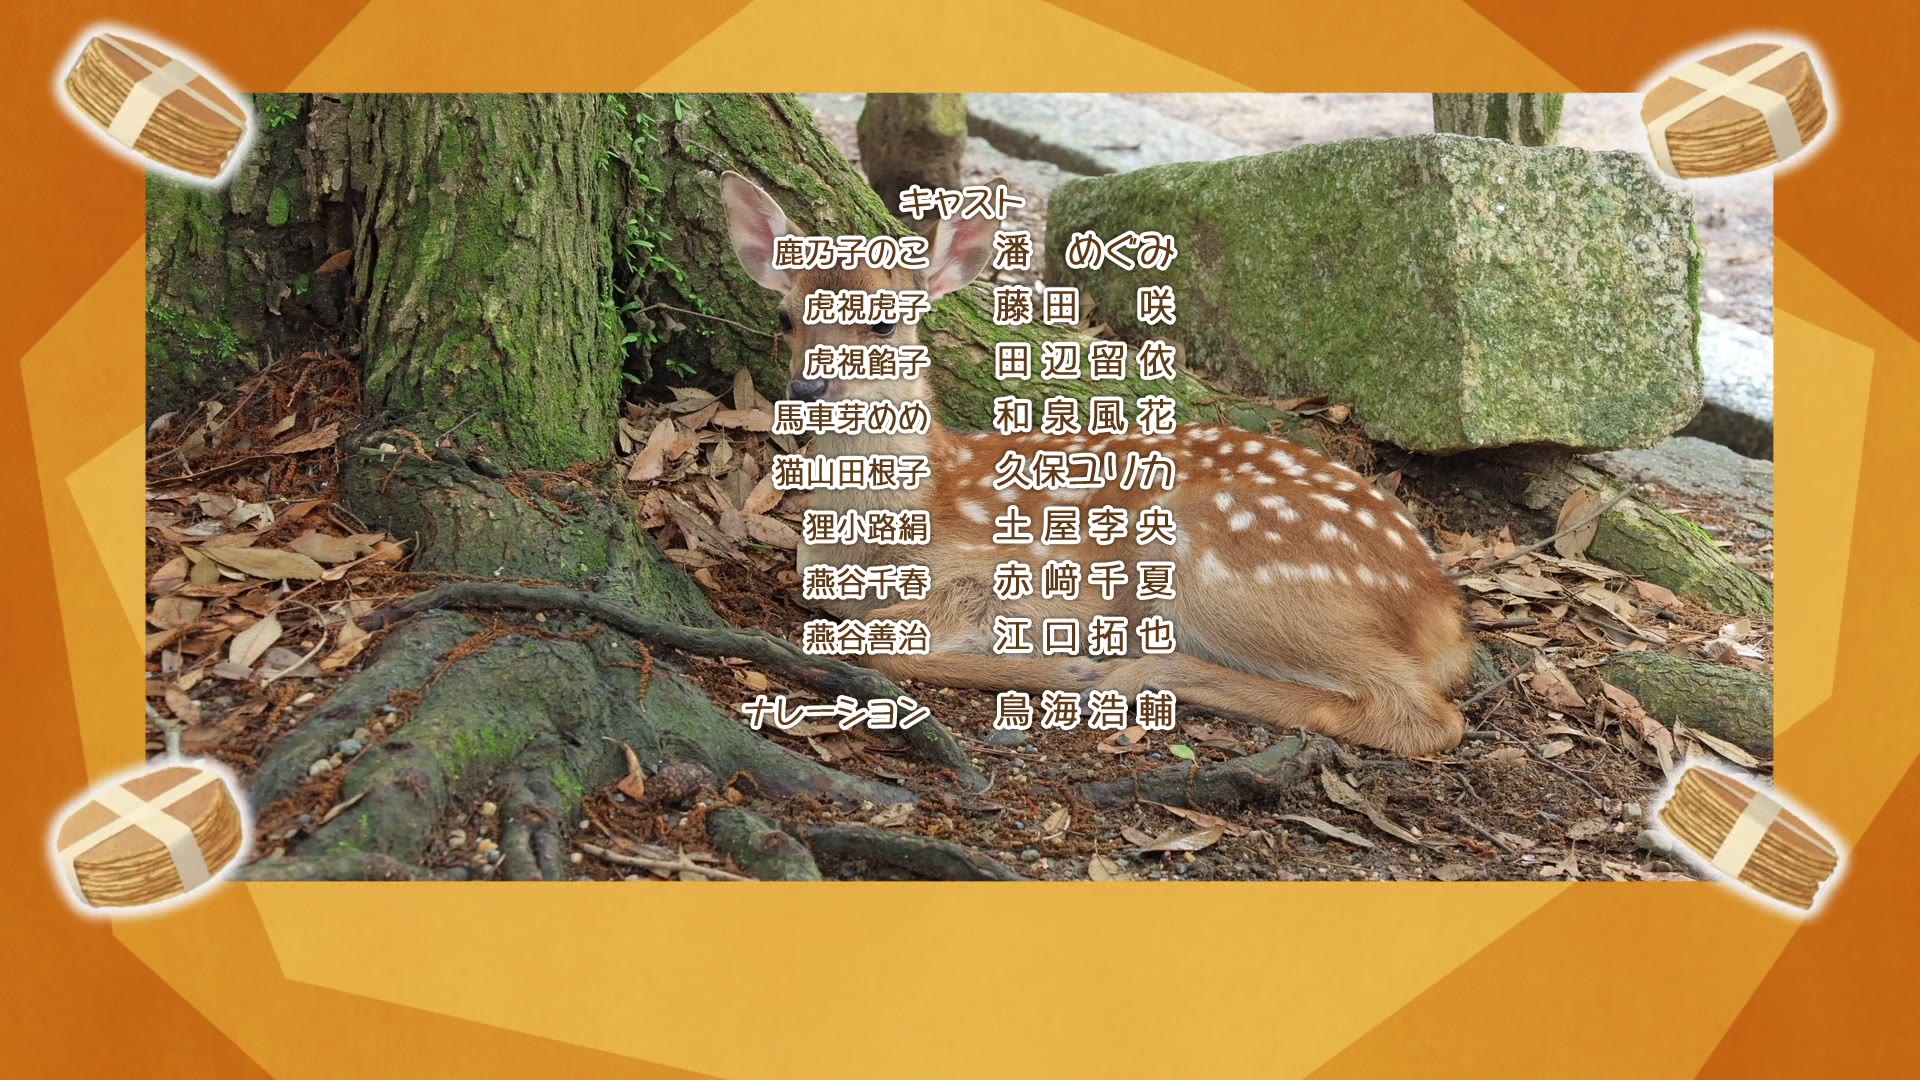 キャスト
鹿乃子のこ 潘 めぐみ
虎視虎子 藤田 咲
虎視餡子 田辺留依
馬車芽めめ 和泉風花
猫山田根子 久保ユリカ
狸小路絹 土屋李央
燕谷千春 赤﨑千夏
燕谷善治 江口拓也
ナレーション 鳥海浩輔